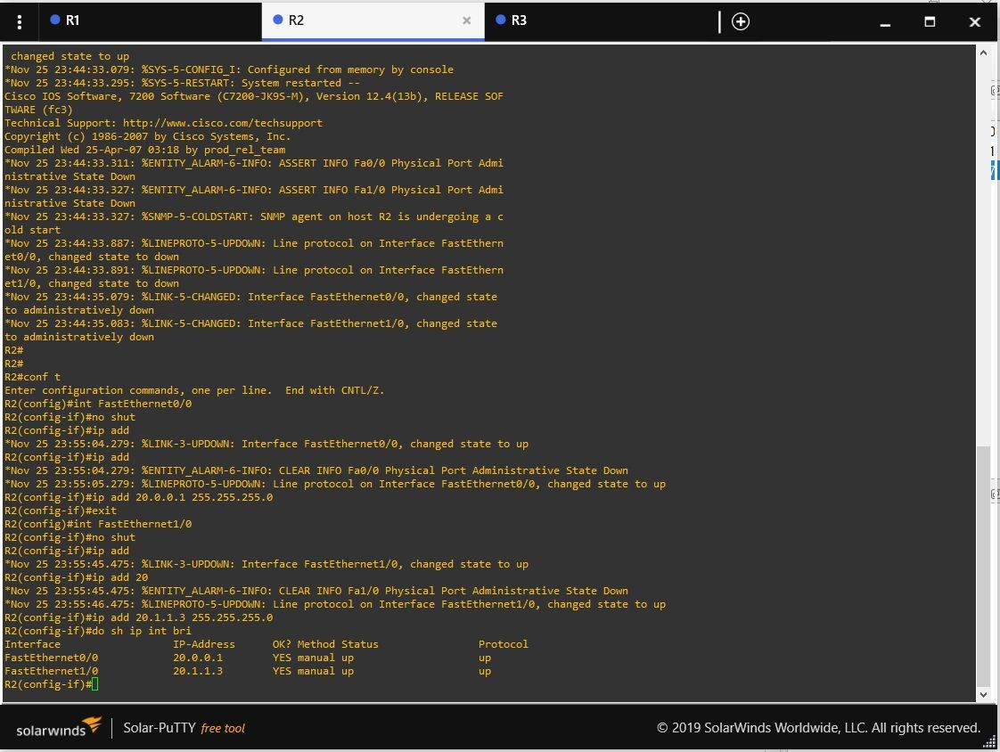 R1
R2
R3
changed state to up
*Nov 25 23:44:33.079: %SYS-5-CONFIG_I: Configured from memory by console
*Nov 25 23:44:33.295: %SYS-5-RESTART: System restarted --
Cisco IOS Software, 7200 Software (C7200-JK9S-M), Version 12.4(13b), RELEASE SOF
TWARE (fc3)
Technical Support: http://www.cisco.com/techsupport
Copyright (c) 1986-2007 by Cisco Systems, Inc.
Compiled Wed 25-Apr-07 03:18 by prod_rel_team
*Nov 25 23:44:33.311: %ENTITY_ALARM-6-INFO: ASSERT INFO Fa0/0 Physical Port Admi
nistrative State Down
*Nov 25 23:44:33.327: %ENTITY_ALARM-6-INFO: ASSERT INFO Fa1/0 Physical Port Admi
nistrative State Down
*Nov 25 23:44:33.327: %SNMP-5-COLDSTART: SNMP agent on host R2 is undergoing a c
old start
*Nov 25 23:44:33.887: %LINEPROTO-5-UPDOWN: Line protocol on Interface FastEthern
et0/0, changed state to down
*Nov 25 23:44:33.891: %LINEPROTO-5-UPDOWN: Line protocol on Interface FastEthern
et1/0, changed state to down
*Nov 25 23:44:35.079: %LINK-5-CHANGED: Interface FastEthernet0/0, changed state
to administratively down
*Nov 25 23:44:35.083: %LINK-5-CHANGED: Interface FastEthernet1/0, changed state
to administratively down
R2#
R2#
R2#conf t
Enter configuration commands, one per line.  End with CNTL/Z.
R2(config)#int FastEthernet0/0
R2(config-if)#no shut
R2(config-if)#ip add
*Nov 25 23:55:04.279: %LINK-3-UPDOWN: Interface FastEthernet0/0, changed state to up
R2(config-if)#ip add
*Nov 25 23:55:04.279: %ENTITY_ALARM-6-INFO: CLEAR INFO Fa0/0 Physical Port Administrative State Down
*Nov 25 23:55:05.279: %LINEPROTO-5-UPDOWN: Line protocol on Interface FastEthernet0/0, changed state to up
R2(config-if)#ip add 20.0.0.1 255.255.255.0
R2(config-if)#exit
R2(config)#int FastEthernet1/0
R2(config-if)#no shut
R2(config-if)#ip add
*Nov 25 23:55:45.475: %LINK-3-UPDOWN: Interface FastEthernet1/0, changed state to up
R2(config-if)#ip add 20
*Nov 25 23:55:45.475: %ENTITY_ALARM-6-INFO: CLEAR INFO Fa1/0 Physical Port Administrative State Down
*Nov 25 23:55:46.475: %LINEPROTO-5-UPDOWN: Line protocol on Interface FastEthernet1/0, changed state to up
R2(config-if)#ip add 20.1.1.3 255.255.255.0
R2(config-if)#do sh ip int bri
Interface IP-Address OK? Method Status Protocol
FastEthernet0/0 20.0.0.1 YES manual up up
FastEthernet1/0 20.1.1.3 YES manual up up
R2(config-if)#
solarwinds Solar-PuTTY free tool © 2019 SolarWinds Worldwide, LLC. All rights reserved.